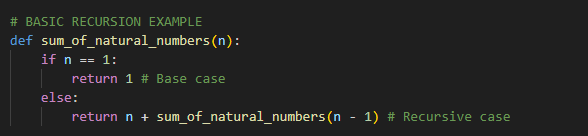 # BASIC RECURSION EXAMPLE
def sum_of_natural_numbers(n):
    if n == 1:
        return 1 # Base case
    else:
        return n + sum_of_natural_numbers(n - 1) # Recursive case